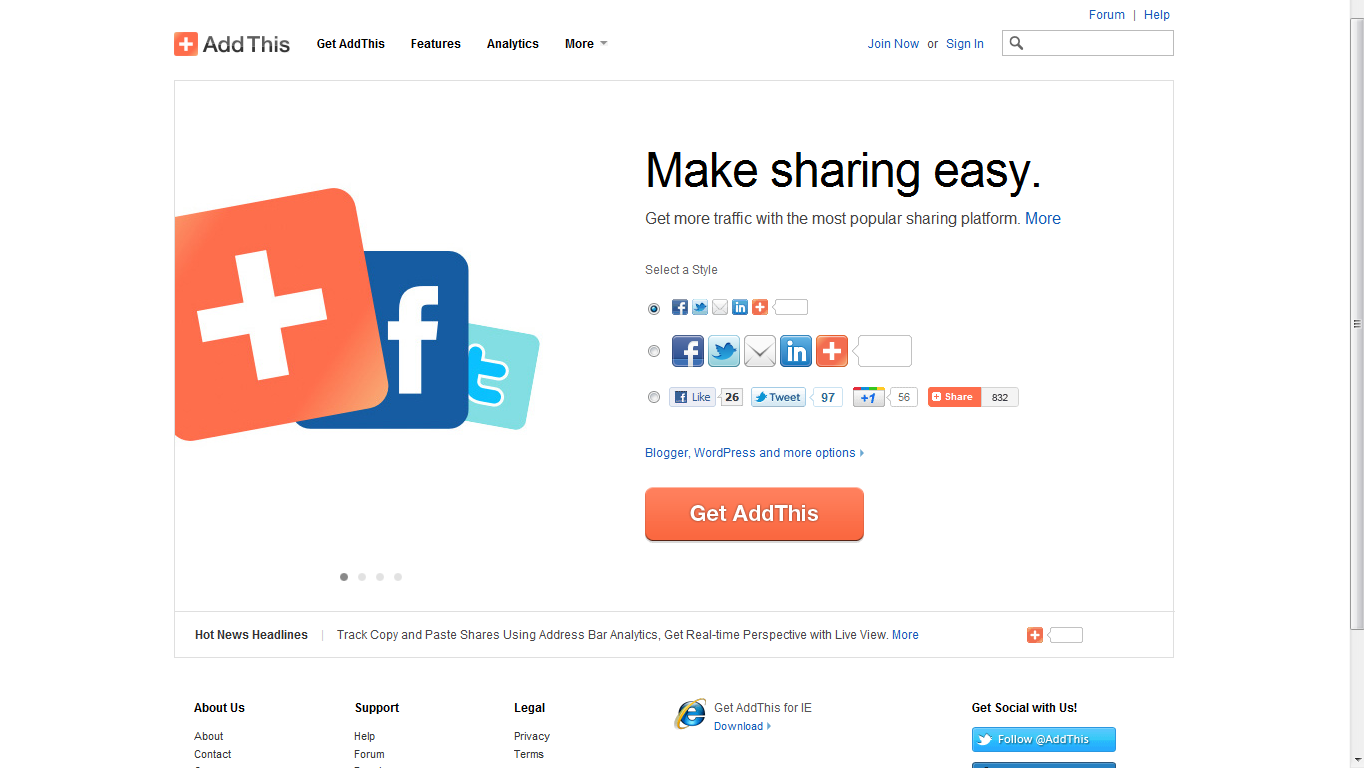 Forum | Help
AddThis Get AddThis Features Analytics More Join Now or Sign In
Make sharing easy.
Get more traffic with the most popular sharing platform. More
Select a Style
Like 26 Tweet 97 +1 56 Share 832
Blogger, WordPress and more options
Get AddThis
Hot News Headlines | Track Copy and Paste Shares Using Address Bar Analytics, Get Real-time Perspective with Live View. More
About Us Support Legal Get AddThis for IE Get Social with Us!
Download
About Help Privacy Follow @AddThis
Contact Forum Terms